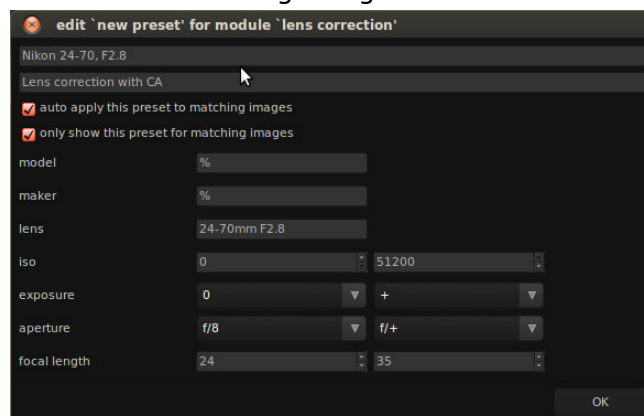 edit `new preset' for module `lens correction'
Nikon 24-70, F2.8
Lens correction with CA
auto apply this preset to matching images
only show this preset for matching images
model %
maker %
lens 24-70mm F2.8
iso 0 51200
exposure 0 +
aperture f/8 f/+
focal length 24 35
OK